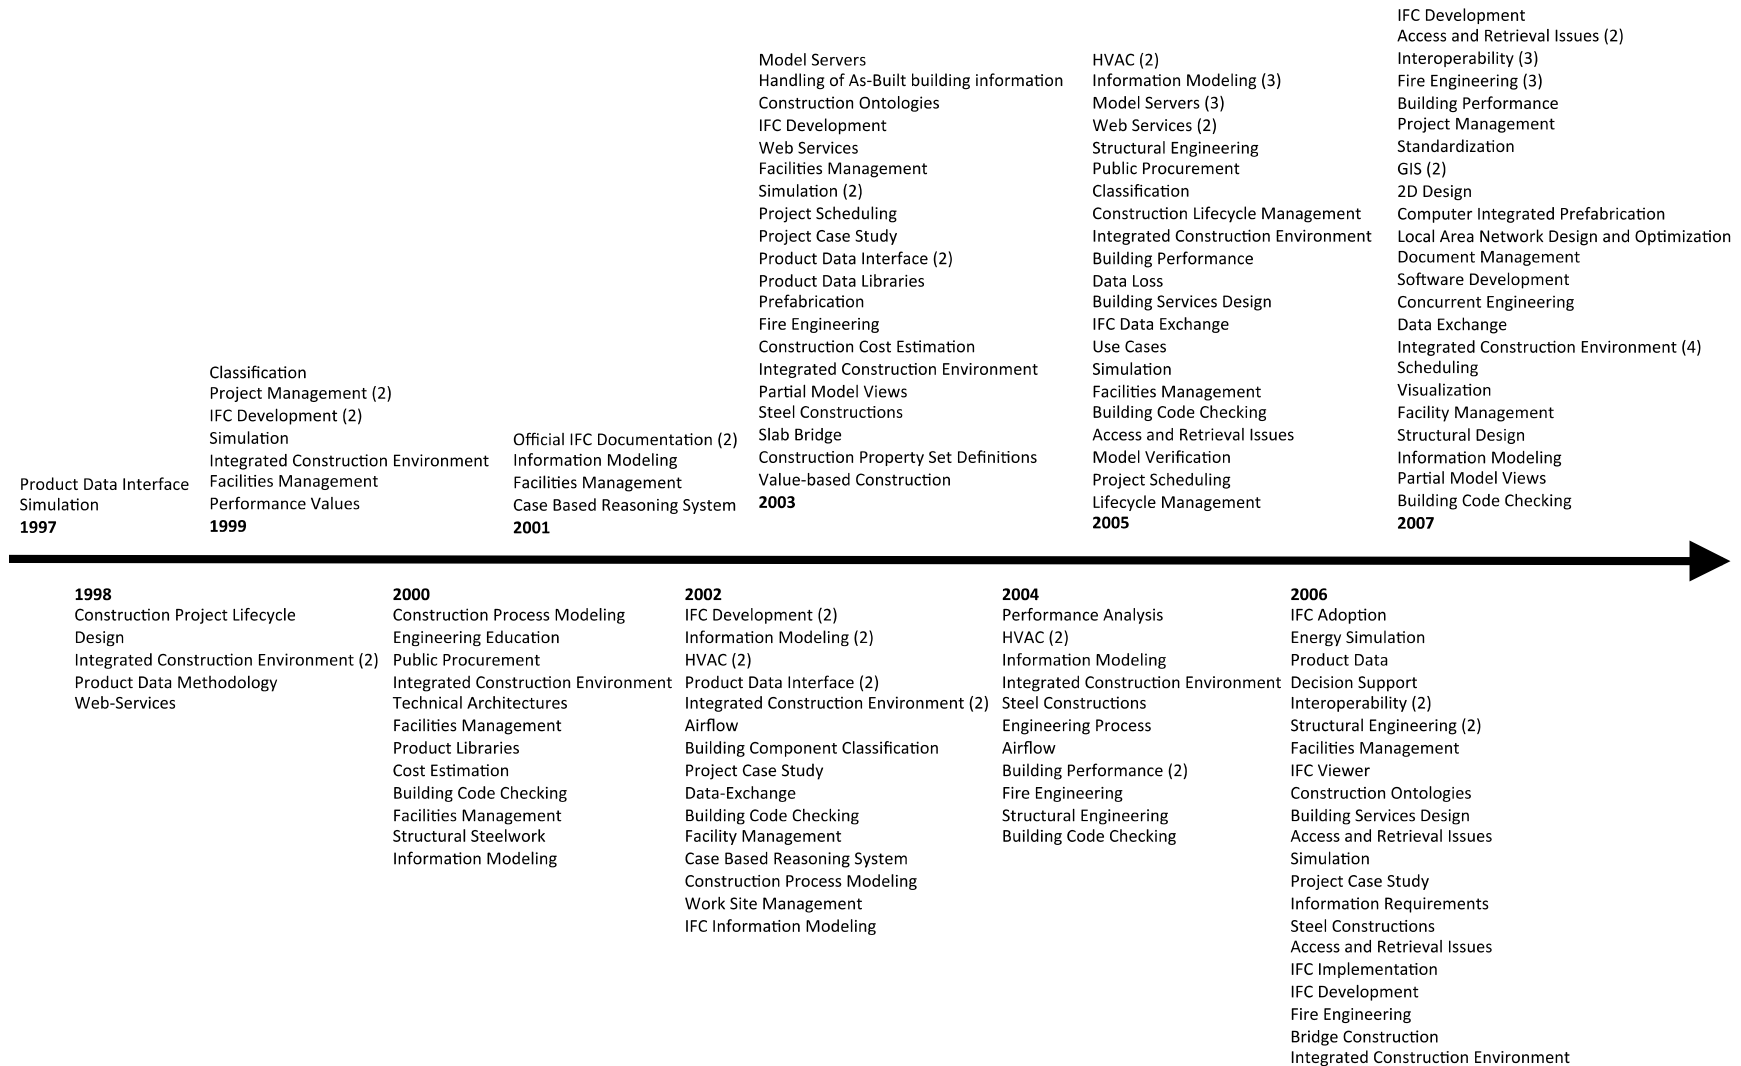 Product Data Interface
Simulation
1997
Classification
Project Management (2)
IFC Development (2)
Simulation
Integrated Construction Environment
Facilities Management
Performance Values
1999
Official IFC Documentation (2)
Information Modeling
Facilities Management
Case Based Reasoning System
2001
Model Servers
Handling of As-Built building information
Construction Ontologies
IFC Development
Web Services
Facilities Management
Simulation (2)
Project Scheduling
Project Case Study
Product Data Interface (2)
Product Data Libraries
Prefabrication
Fire Engineering
Construction Cost Estimation
Integrated Construction Environment
Partial Model Views
Steel Constructions
Slab Bridge
Construction Property Set Definitions
Value-based Construction
2003
HVAC (2)
Information Modeling (3)
Model Servers (3)
Web Services (2)
Structural Engineering
Public Procurement
Classification
Construction Lifecycle Management
Integrated Construction Environment
Building Performance
Data Loss
Building Services Design
IFC Data Exchange
Use Cases
Simulation
Facilities Management
Building Code Checking
Access and Retrieval Issues
Model Verification
Project Scheduling
Lifecycle Management
2005
IFC Development
Access and Retrieval Issues (2)
Interoperability (3)
Fire Engineering (3)
Building Performance
Project Management
Standardization
GIS (2)
2D Design
Computer Integrated Prefabrication
Local Area Network Design and Optimization
Document Management
Software Development
Concurrent Engineering
Data Exchange
Integrated Construction Environment (4)
Scheduling
Visualization
Facility Management
Structural Design
Information Modeling
Partial Model Views
Building Code Checking
2007
1998
Construction Project Lifecycle
Design
Integrated Construction Environment (2)
Product Data Methodology
Web-Services
2000
Construction Process Modeling
Engineering Education
Public Procurement
Integrated Construction Environment
Technical Architectures
Facilities Management
Product Libraries
Cost Estimation
Building Code Checking
Facilities Management
Structural Steelwork
Information Modeling
2002
IFC Development (2)
Information Modeling (2)
HVAC (2)
Product Data Interface (2)
Integrated Construction Environment (2)
Airflow
Building Component Classification
Project Case Study
Data-Exchange
Building Code Checking
Facility Management
Case Based Reasoning System
Construction Process Modeling
Work Site Management
IFC Information Modeling
2004
Performance Analysis
HVAC (2)
Information Modeling
Integrated Construction Environment
Steel Constructions
Engineering Process
Airflow
Building Performance (2)
Fire Engineering
Structural Engineering
Building Code Checking
2006
IFC Adoption
Energy Simulation
Product Data
Decision Support
Interoperability (2)
Structural Engineering (2)
Facilities Management
IFC Viewer
Construction Ontologies
Building Services Design
Access and Retrieval Issues
Simulation
Project Case Study
Information Requirements
Steel Constructions
Access and Retrieval Issues
IFC Implementation
IFC Development
Fire Engineering
Bridge Construction
Integrated Construction Environment